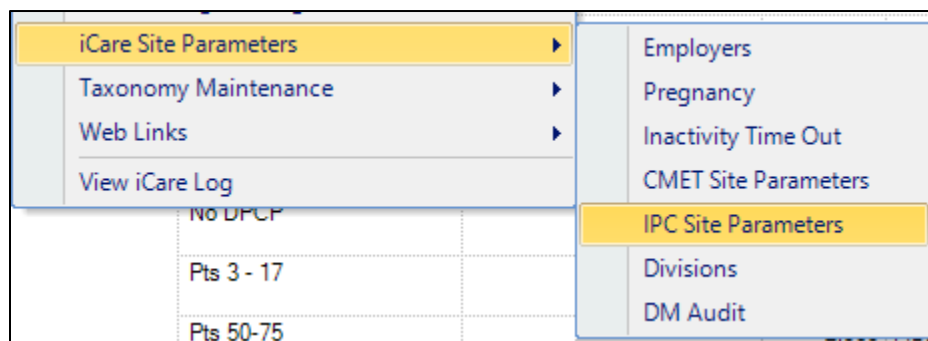 iCare Site Parameters
Taxonomy Maintenance
Web Links
View iCare Log
Employers
Pregnancy
Inactivity Time Out
CMET Site Parameters
IPC Site Parameters
Divisions
DM Audit
No DPCP
Pts 3 - 17
Pts 50-75